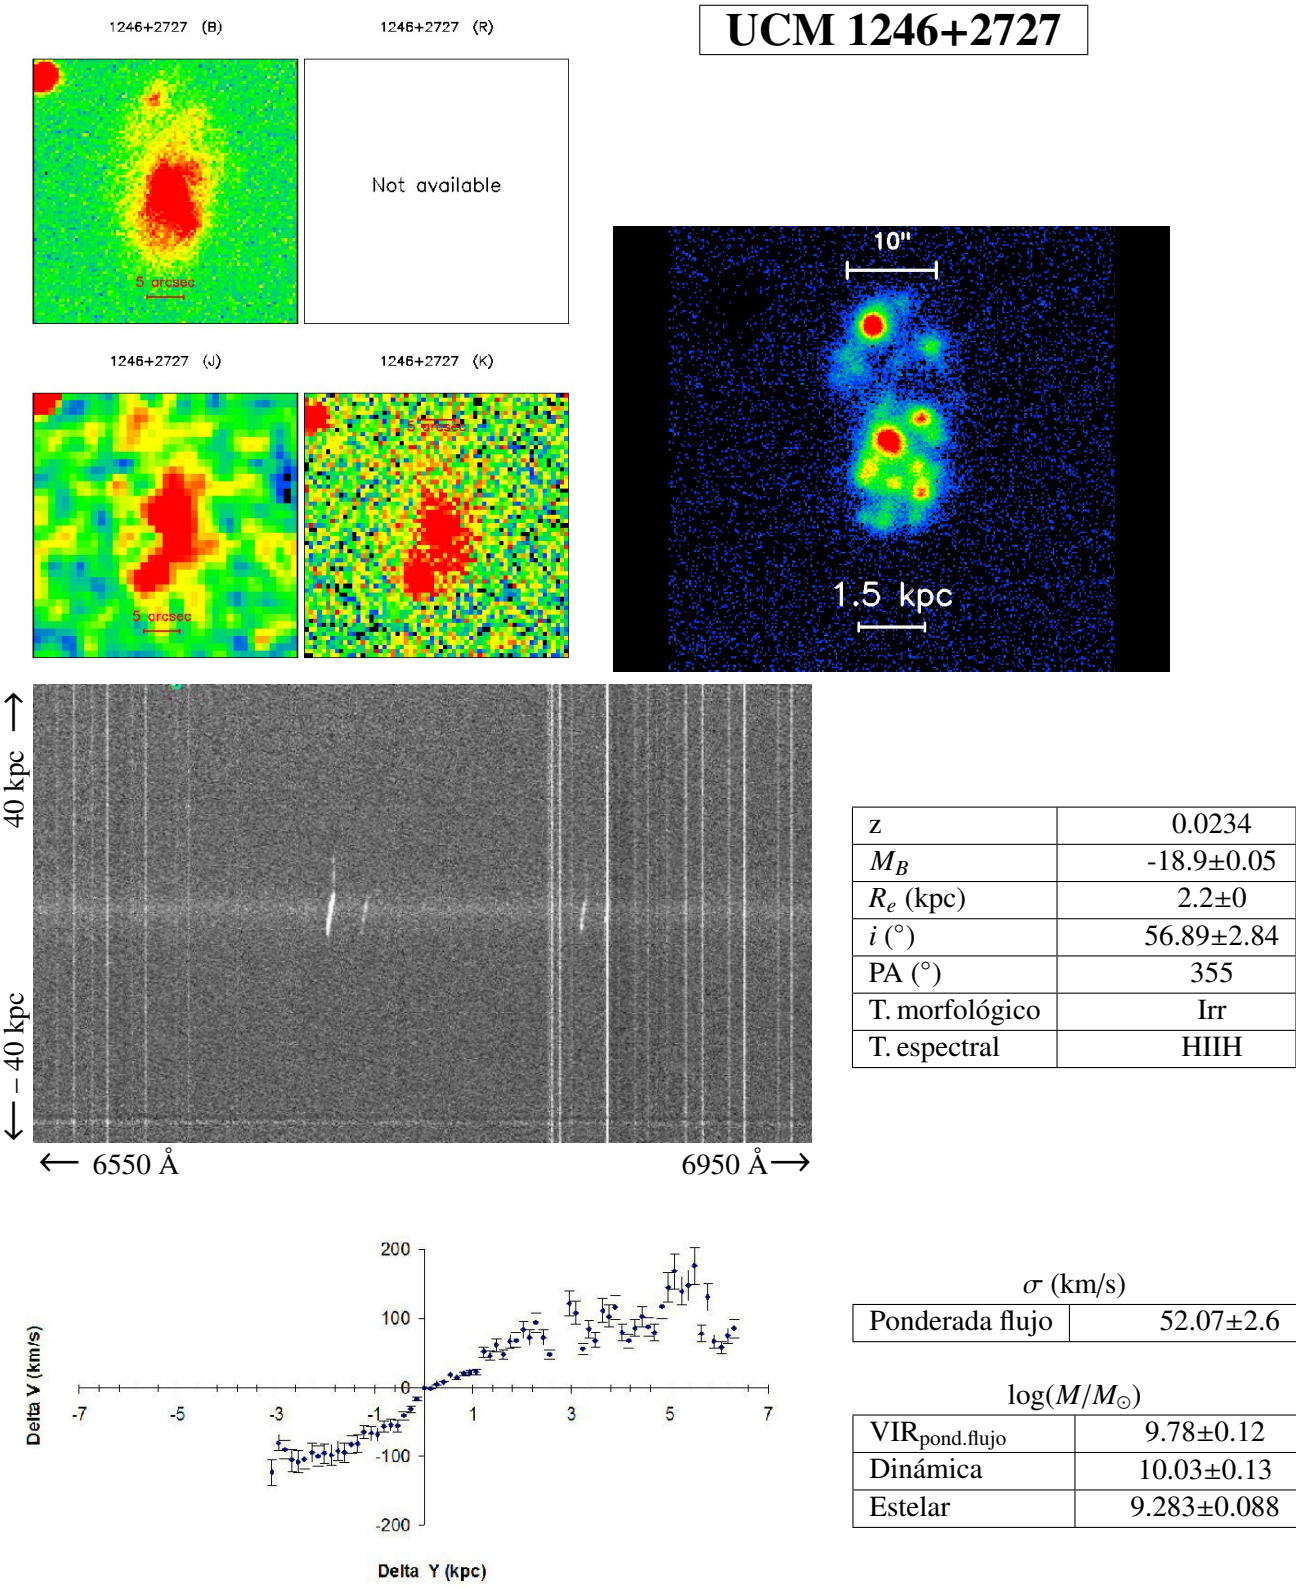 UCM 1246+2727
1246+2727 (B)
1246+2727 (R)
5 arcsec
Not available
1246+2727 (J)
1246+2727 (K)
5 arcsec
5 arcsec
10"
1.5 kpc
← − 40 kpc 40 kpc →
← 6550 Å 6950 Å →
z 0.0234
M_B -18.9±0.05
R_e (kpc) 2.2±0
i (°) 56.89±2.84
PA (°) 355
T. morfológico Irr
T. espectral HIIH
Delta V (km/s)
200
100
0
-100
-200
-7 -5 -3 -1 1 3 5 7
Delta Y (kpc)
σ (km/s)
Ponderada flujo 52.07±2.6
log(M/M⊙)
VIR pond.flujo 9.78±0.12
Dinámica 10.03±0.13
Estelar 9.283±0.088